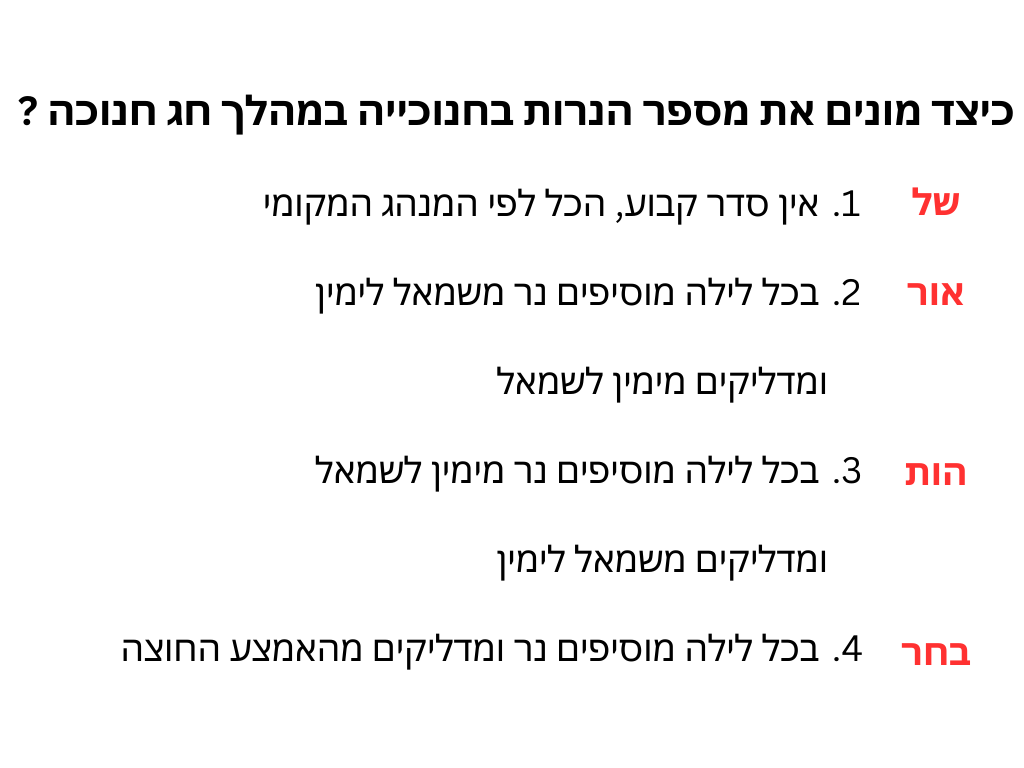 כיצד מונים את מספר הנרות בחנוכייה במהלך חג חנוכה ?
של 1. אין סדר קבוע, הכל לפי המנהג המקומי
אור 2. בכל לילה מוסיפים נר משמאל לימין
ומדליקים מימין לשמאל
הות 3. בכל לילה מוסיפים נר מימין לשמאל
ומדליקים משמאל לימין
בחר 4. בכל לילה מוסיפים נר ומדליקים מהאמצע החוצה